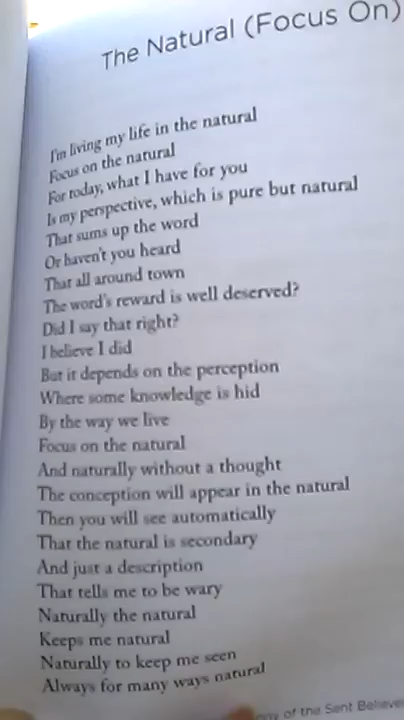 The Natural (Focus On)
I'm living my life in the natural
Focus on the natural
For today, what I have for you
Is my perspective, which is pure but natural
That sums up the word
Or haven't you heard
That all around town
The word's reward is well deserved?
Did I say that right?
I believe I did
But it depends on the perception
Where some knowledge is hid
By the way we live
Focus on the natural
And naturally without a thought
The conception will appear in the natural
Then you will see automatically
That the natural is secondary
And just a description
That tells me to be wary
Naturally the natural
Keeps me natural
Naturally to keep me seen
Always for many ways natural
of the Sent